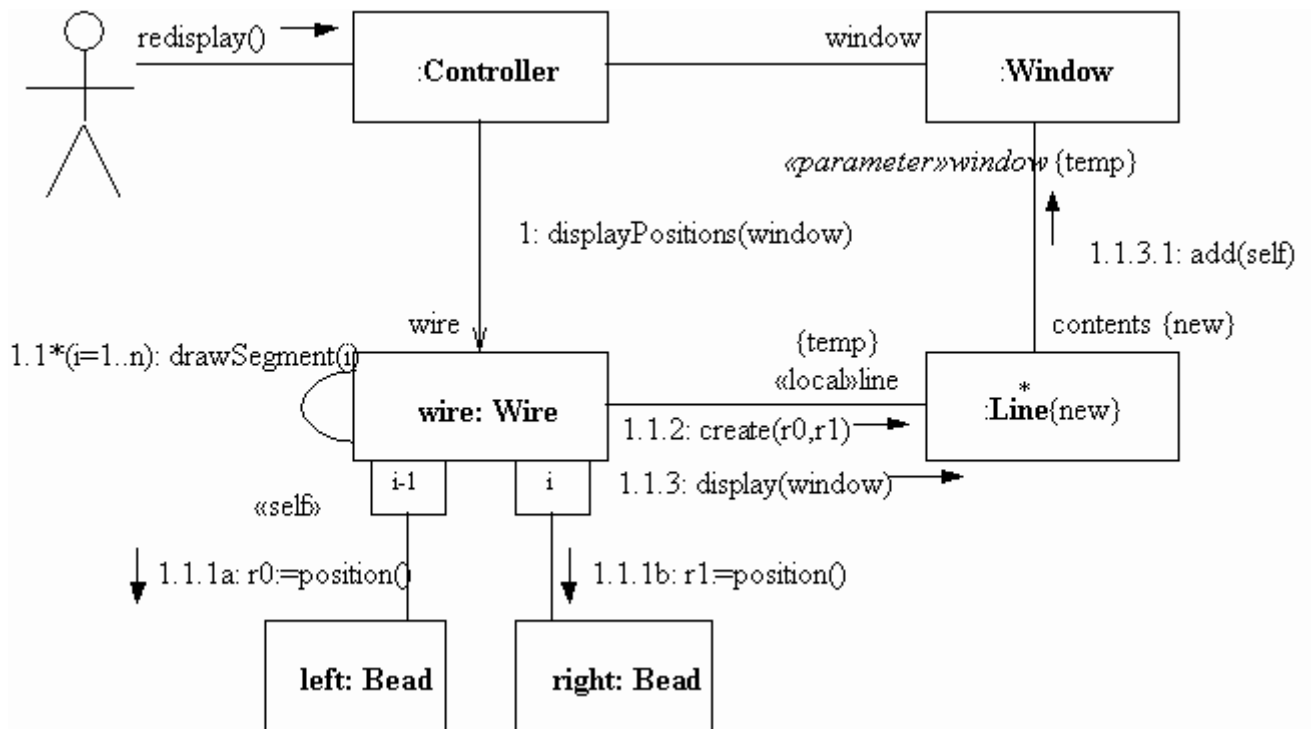 redisplay()
:Controller
window
:Window
«parameter»window {temp}
1: displayPositions(window)
1.1.3.1: add(self)
wire
contents {new}
1.1*(i=1..n): drawSegment(i)
{temp}
«local»line
wire: Wire
*
:Line{new}
1.1.2: create(r0,r1)
i-1
i
1.1.3: display(window)
«self»
1.1.1a: r0:=position()
1.1.1b: r1:=position()
left: Bead
right: Bead